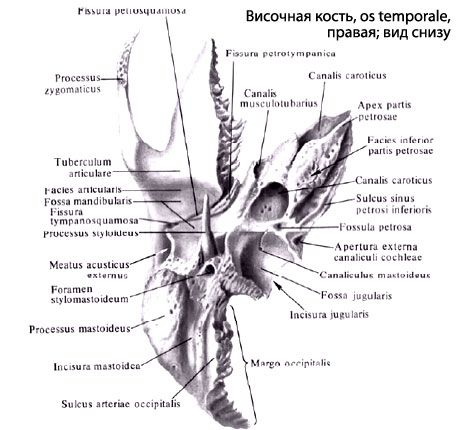 Височная кость, os temporale,
правая; вид снизу
Fissura petrosquamosa
Fissura petrotympanica
Processus
zygomaticus
Canalis
musculotubarius
Canalis caroticus
Apex partis
petrosae
Facies inferior
partis petrosae
Tuberculum
articulare
Canalis caroticus
Facies articularis
Fossa mandibularis
Fissura
tympanosquamosa
Processus styloideus
Sulcus sinus
petrosi inferioris
Fossula petrosa
Meatus acusticus
externus
Apertura externa
canaliculi cochleae
Canaliculus mastoideus
Foramen
stylomastoideum
Fossa jugularis
Incisura jugularis
Processus mastoideus
Incisura mastoidea
Margo occipitalis
Sulcus arteriae occipitalis